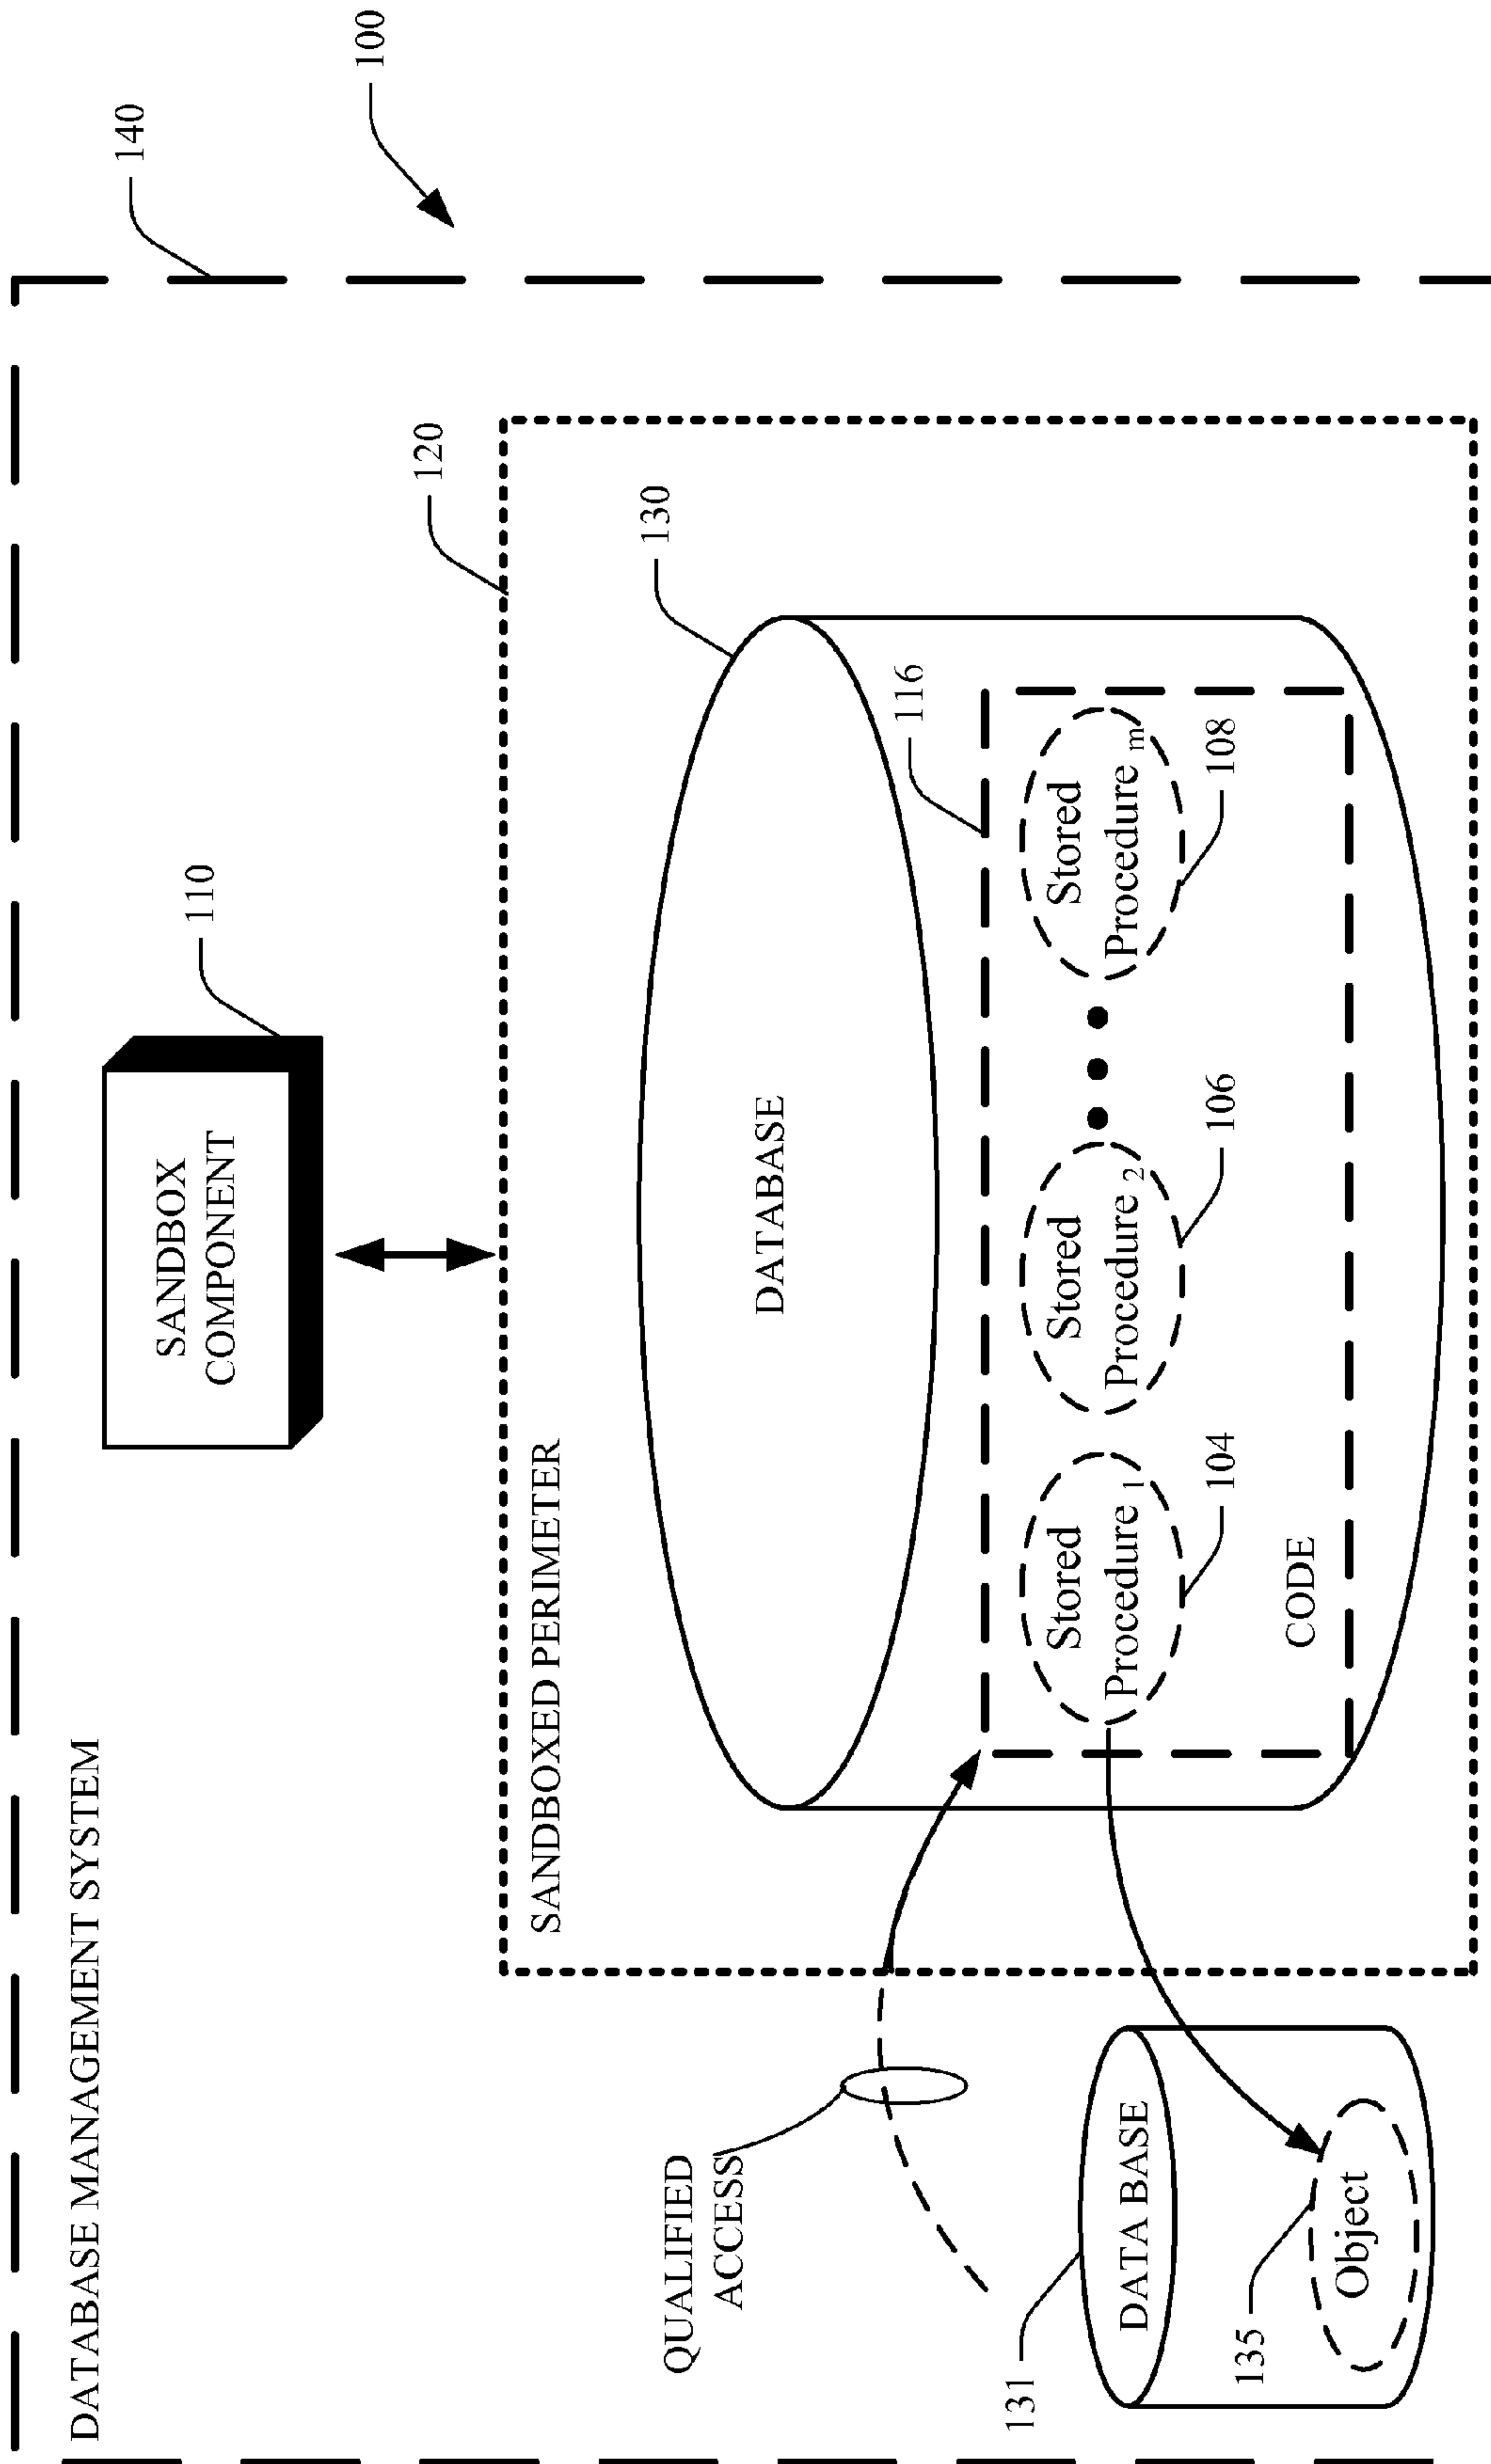 DATABASE MANAGEMENT SYSTEM
140
100
SANDBOX
COMPONENT
110
120
SANDBOXED PERIMETER
130
DATABASE
QUALIFIED
ACCESS
116
Stored
Procedure 1
Stored
Procedure 2
Stored
Procedure m
104
106
108
CODE
131
DATA BASE
135
Object